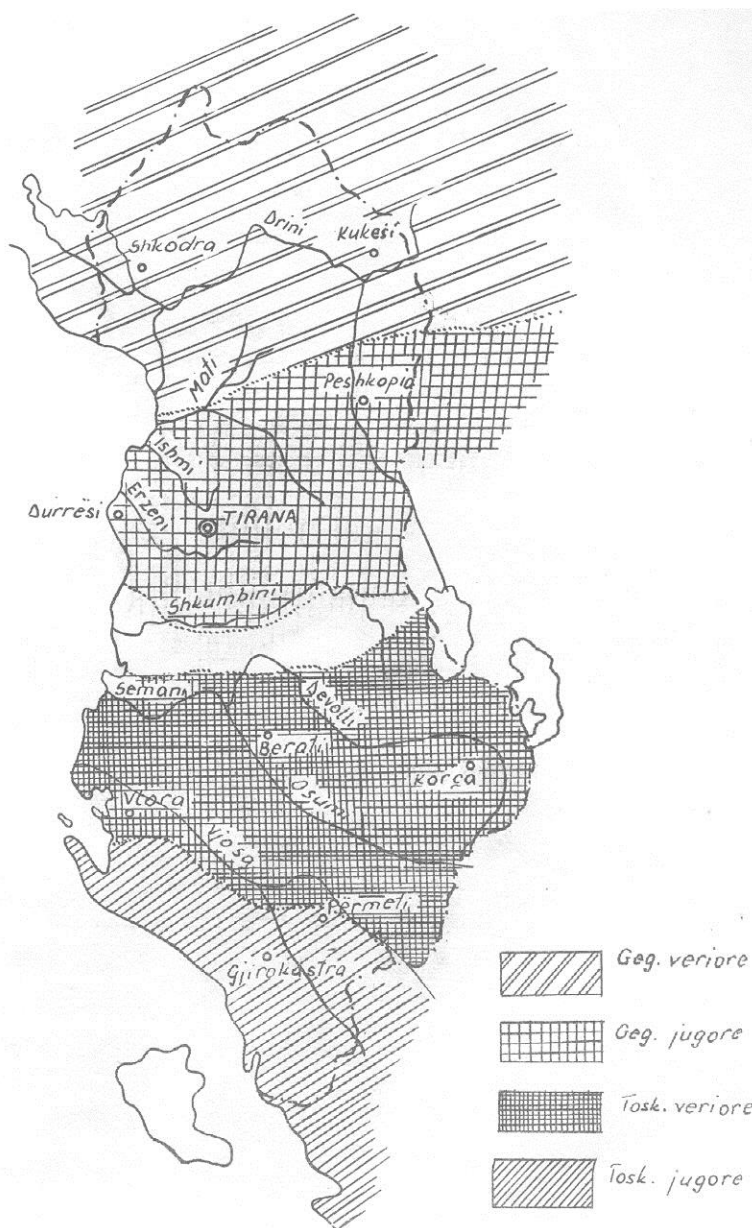 Shkodra
Drini
Kukeśi
Mati
Peshkopia
Ishmi
Erzeni
Durrësi
TIRANA
Shkumbini
Semani
Devolli
Berati
Korça
Osumi
Vlora
Vjosa
Përmeti
Gjirokastra
Geg. veriore
Geg. jugore
Tosk. veriore
Tosk. jugore